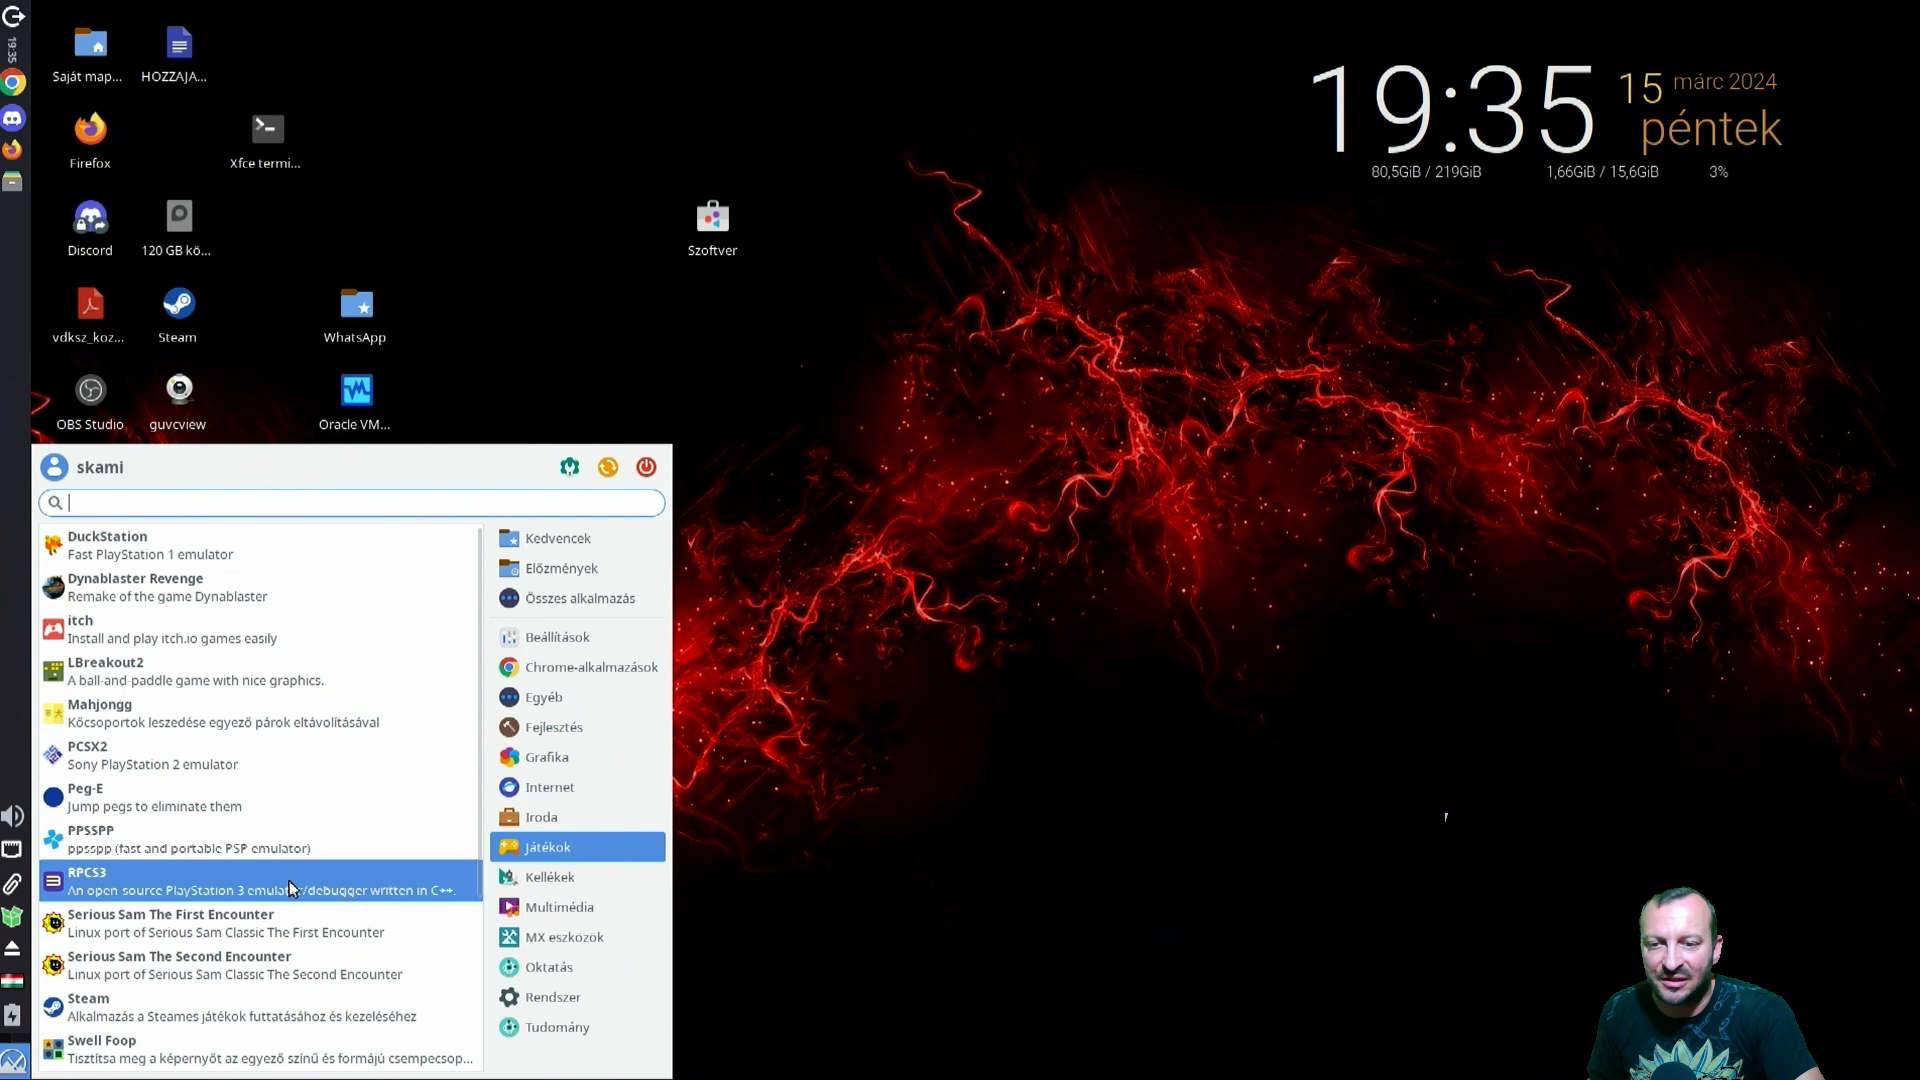 19:35
Saját map...
HOZZAJA...
Firefox
Xfce termi...
Discord
120 GB kö...
Szoftver
vdksz_koz...
Steam
WhatsApp
OBS Studio
guvcview
Oracle VM...
19:35
15 márc 2024
péntek
80,5GiB / 219GiB
1,66GiB / 15,6GiB
3%
skami
DuckStation
Fast PlayStation 1 emulator
Dynablaster Revenge
Remake of the game Dynablaster
itch
Install and play itch.io games easily
LBreakout2
A ball-and-paddle game with nice graphics.
Mahjongg
Kőcsoportok leszedése egyező párok eltávolításával
PCSX2
Sony PlayStation 2 emulator
Peg-E
Jump pegs to eliminate them
PPSSPP
ppsspp (fast and portable PSP emulator)
RPCS3
An open-source PlayStation 3 emulator/debugger written in C++.
Serious Sam The First Encounter
Linux port of Serious Sam Classic The First Encounter
Serious Sam The Second Encounter
Linux port of Serious Sam Classic The Second Encounter
Steam
Alkalmazás a Steames játékok futtatásához és kezeléséhez
Swell Foop
Tisztítsa meg a képernyőt az egyező színű és formájú csempecsop...
Kedvencek
Előzmények
Összes alkalmazás
Beállítások
Chrome-alkalmazások
Egyéb
Fejlesztés
Grafika
Internet
Iroda
Játékok
Kellékek
Multimédia
MX eszközök
Oktatás
Rendszer
Tudomány